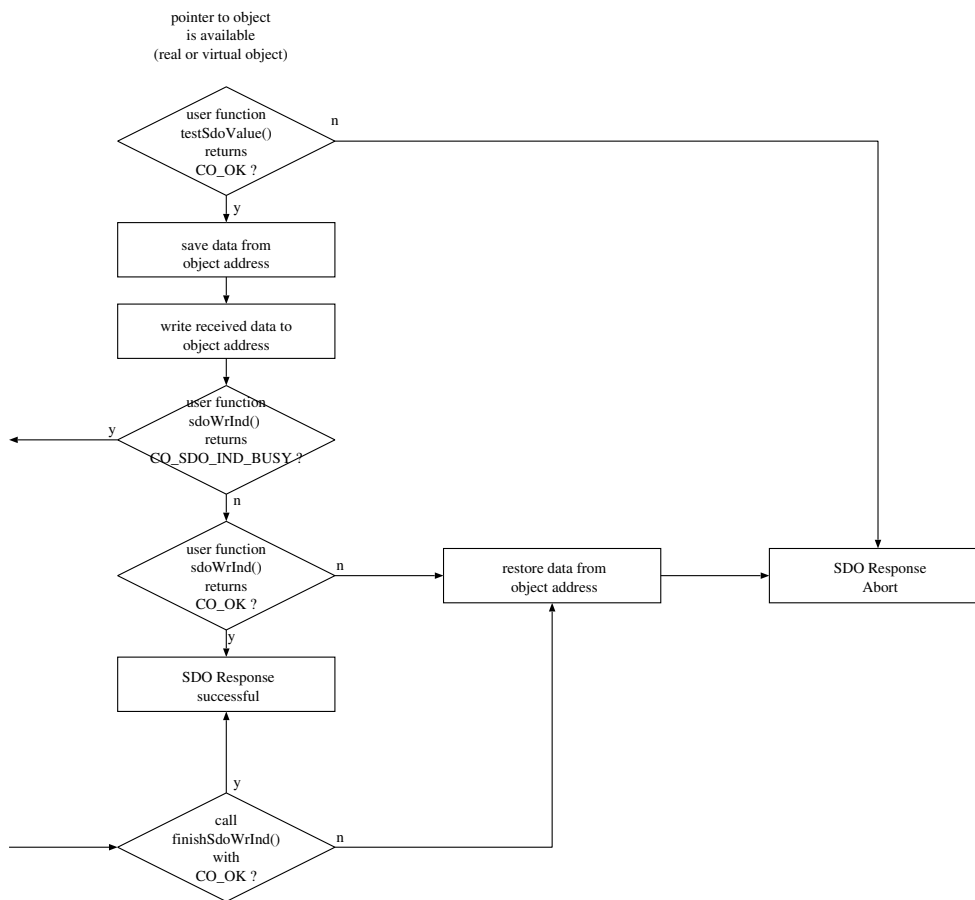 pointer to object
is available
(real or virtual object)
user function
testSdoValue()
returns
CO_OK ?
n
y
save data from
object address
write received data to
object address
user function
sdoWrInd()
returns
CO_SDO_IND_BUSY ?
y
n
user function
sdoWrInd()
returns
CO_OK ?
n
y
restore data from
object address
SDO Response
Abort
SDO Response
successful
y
call
finishSdoWrInd()
with
CO_OK ?
n